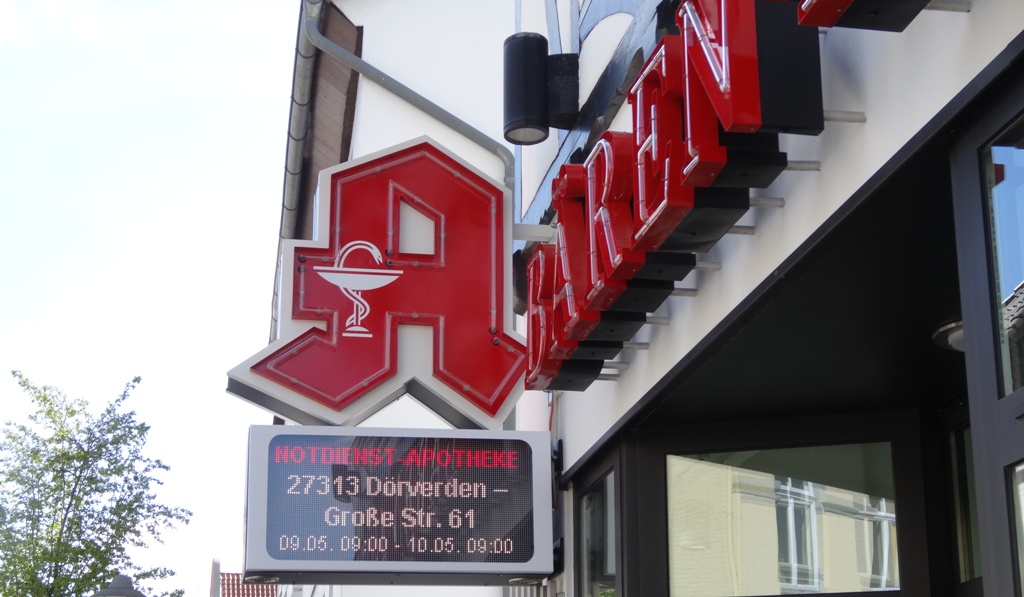 A
BÄREN
NOTDIENST-APOTHEKE
27313 Dörverden –
Große Str. 61
09.05. 09:00 - 10.05. 09:00